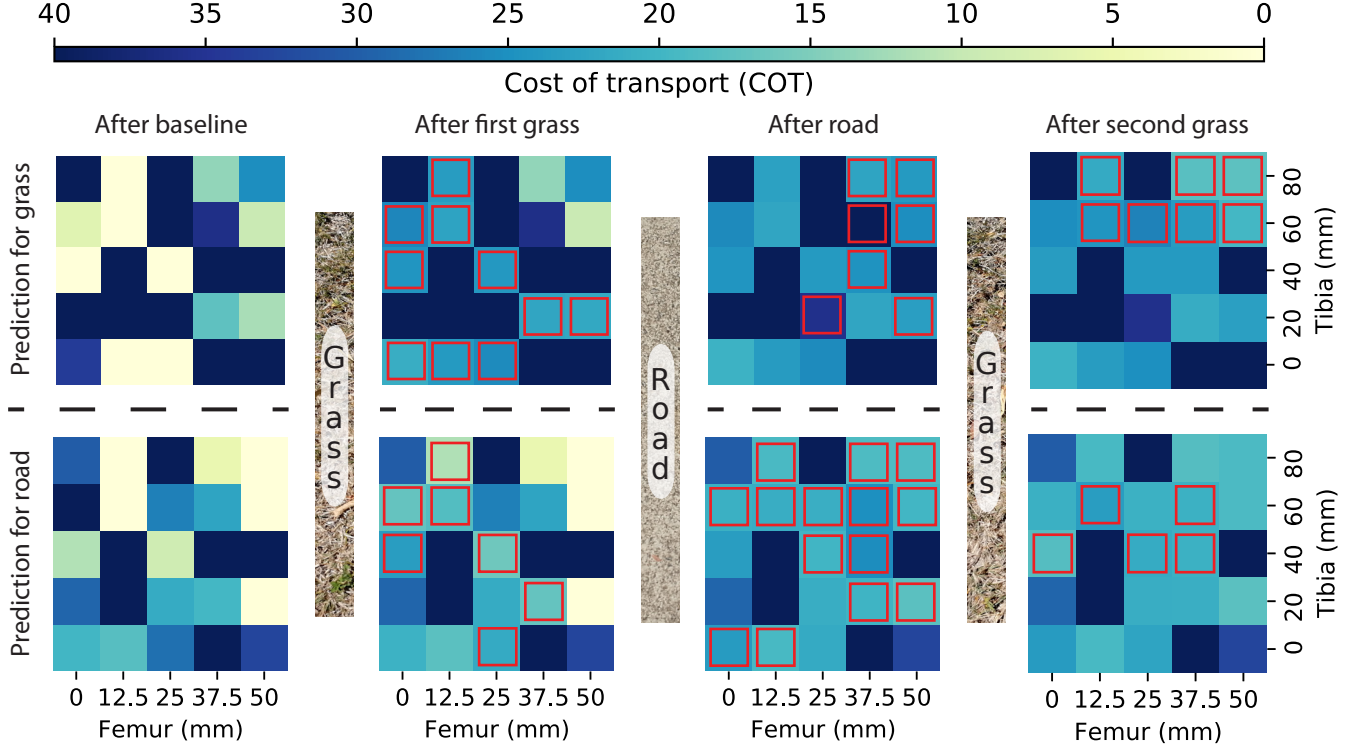 40 35 30 25 20 15 10 5 0
Cost of transport (COT)
After baseline After first grass After road After second grass
Prediction for grass
Grass
Road
Grass
80
60
40
20
0
Tibia (mm)
Prediction for road
80
60
40
20
0
Tibia (mm)
0 12.5 25 37.5 50 0 12.5 25 37.5 50 0 12.5 25 37.5 50 0 12.5 25 37.5 50
Femur (mm) Femur (mm) Femur (mm) Femur (mm)